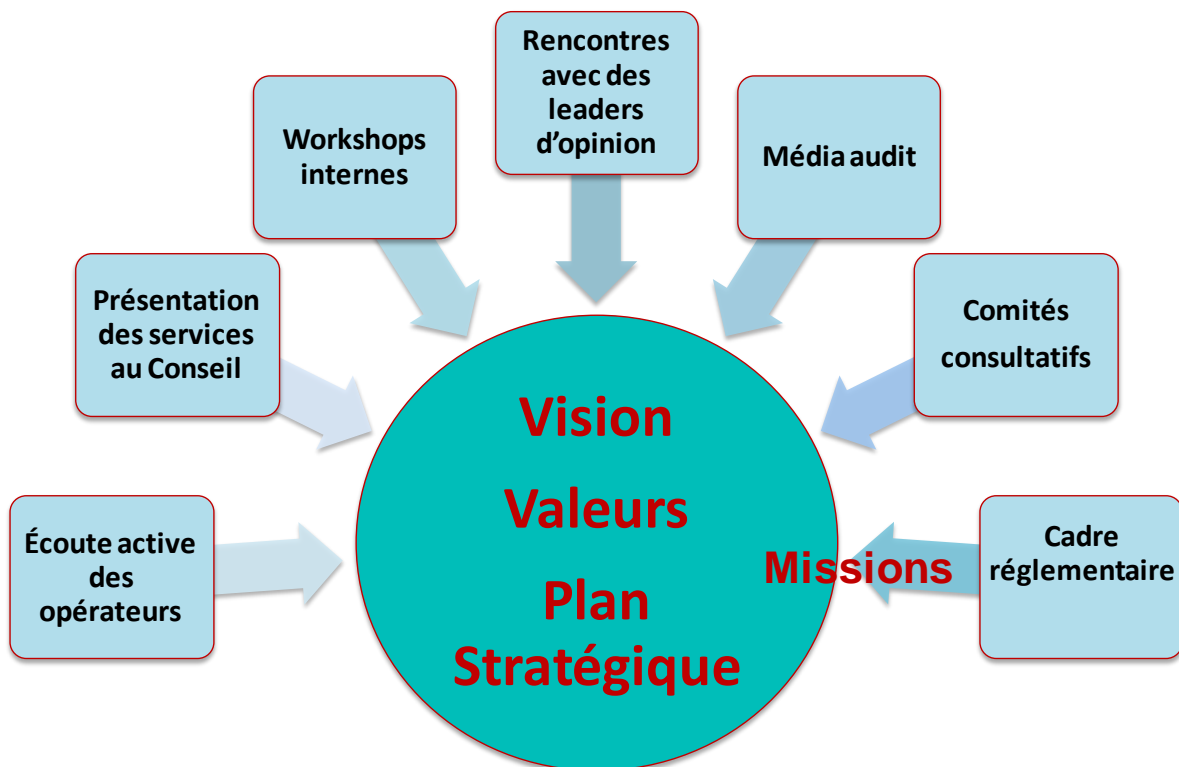 Rencontres
avec des
leaders
d’opinion
Workshops
internes
Média audit
Présentation
des services
au Conseil
Comités
consultatifs
Écoute active
des
opérateurs
Cadre
réglementaire
Vision
Valeurs
Plan
Stratégique
Missions